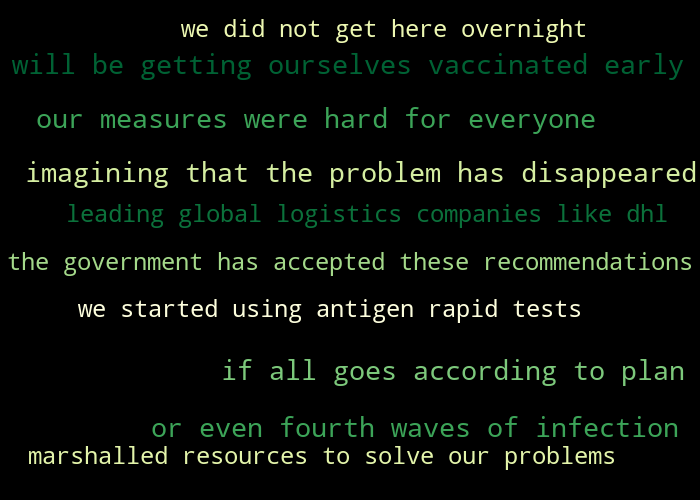 we did not get here overnight
will be getting ourselves vaccinated early
our measures were hard for everyone
imagining that the problem has disappeared
leading global logistics companies like dhl
the government has accepted these recommendations
we started using antigen rapid tests
if all goes according to plan
or even fourth waves of infection
marshalled resources to solve our problems